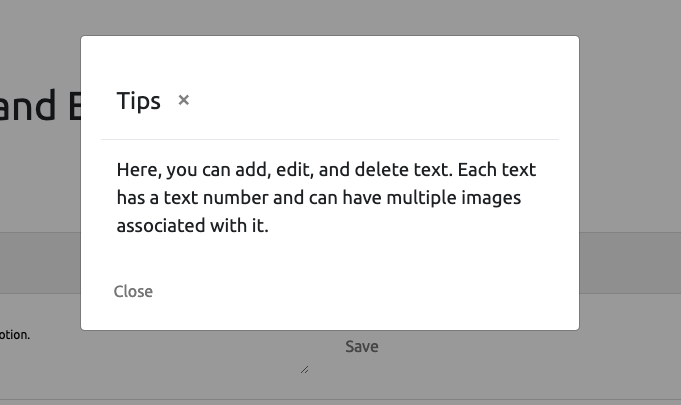 and
Tips ×
Here, you can add, edit, and delete text. Each text
has a text number and can have multiple images
associated with it.
Close
otion.
Save